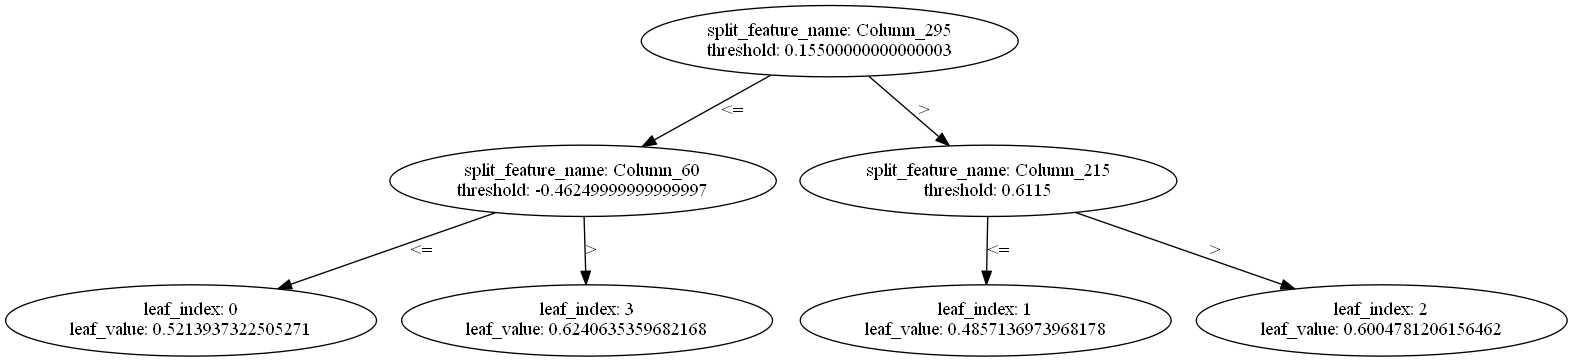 split_feature_name: Column_295
threshold: 0.15500000000000003
<=
>
split_feature_name: Column_60
threshold: -0.46249999999999997
split_feature_name: Column_215
threshold: 0.6115
<=
>
<=
>
leaf_index: 0
leaf_value: 0.5213937322505271
leaf_index: 3
leaf_value: 0.6240635359682168
leaf_index: 1
leaf_value: 0.4857136973968178
leaf_index: 2
leaf_value: 0.6004781206156462